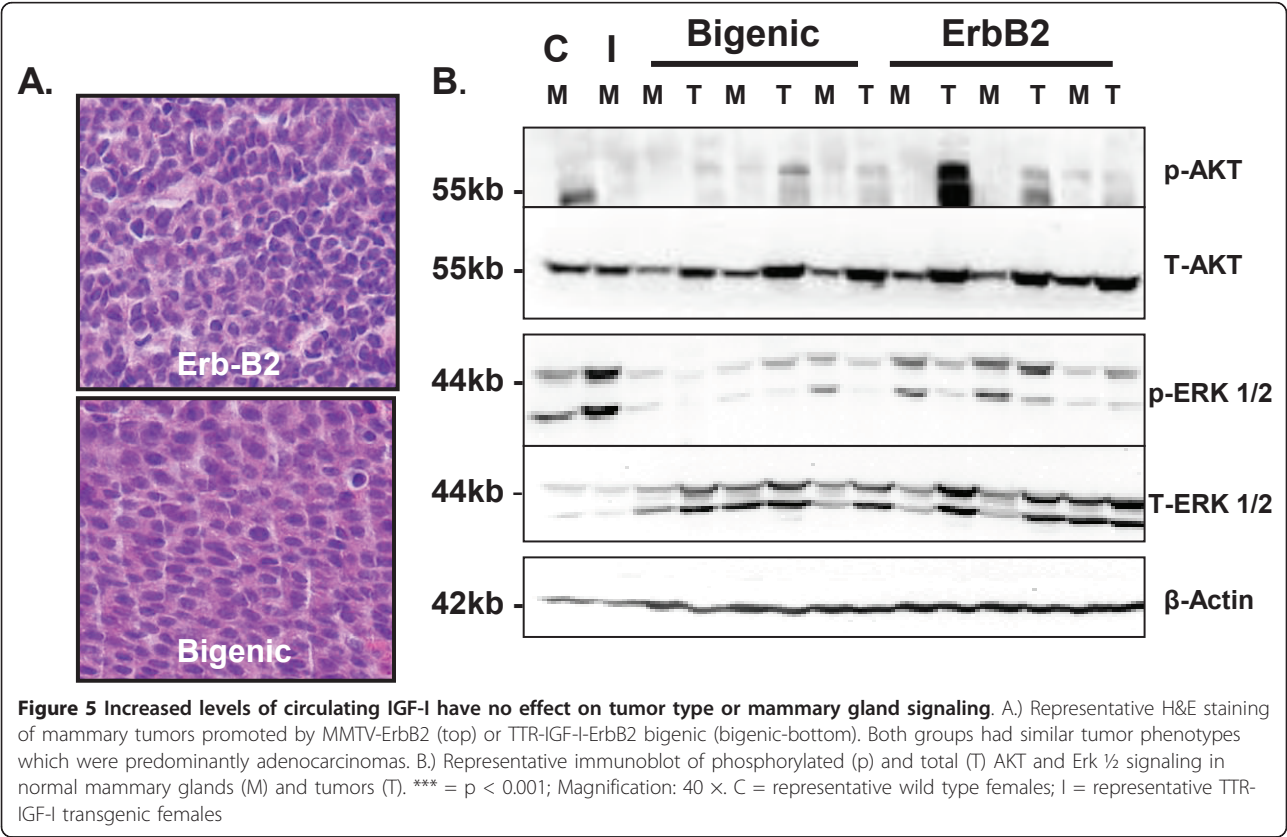 A.
Erb-B2
Bigenic
B.
C I Bigenic ErbB2
M M M T M T M T M T M T M T
55kb - p-AKT
55kb - T-AKT
44kb - p-ERK 1/2
44kb - T-ERK 1/2
42kb - β-Actin
Figure 5 Increased levels of circulating IGF-I have no effect on tumor type or mammary gland signaling. A.) Representative H&E staining
of mammary tumors promoted by MMTV-ErbB2 (top) or TTR-IGF-I-ErbB2 bigenic (bigenic-bottom). Both groups had similar tumor phenotypes
which were predominantly adenocarcinomas. B.) Representative immunoblot of phosphorylated (p) and total (T) AKT and Erk ½ signaling in
normal mammary glands (M) and tumors (T). *** = p < 0.001; Magnification: 40 ×. C = representative wild type females; I = representative TTR-
IGF-I transgenic females